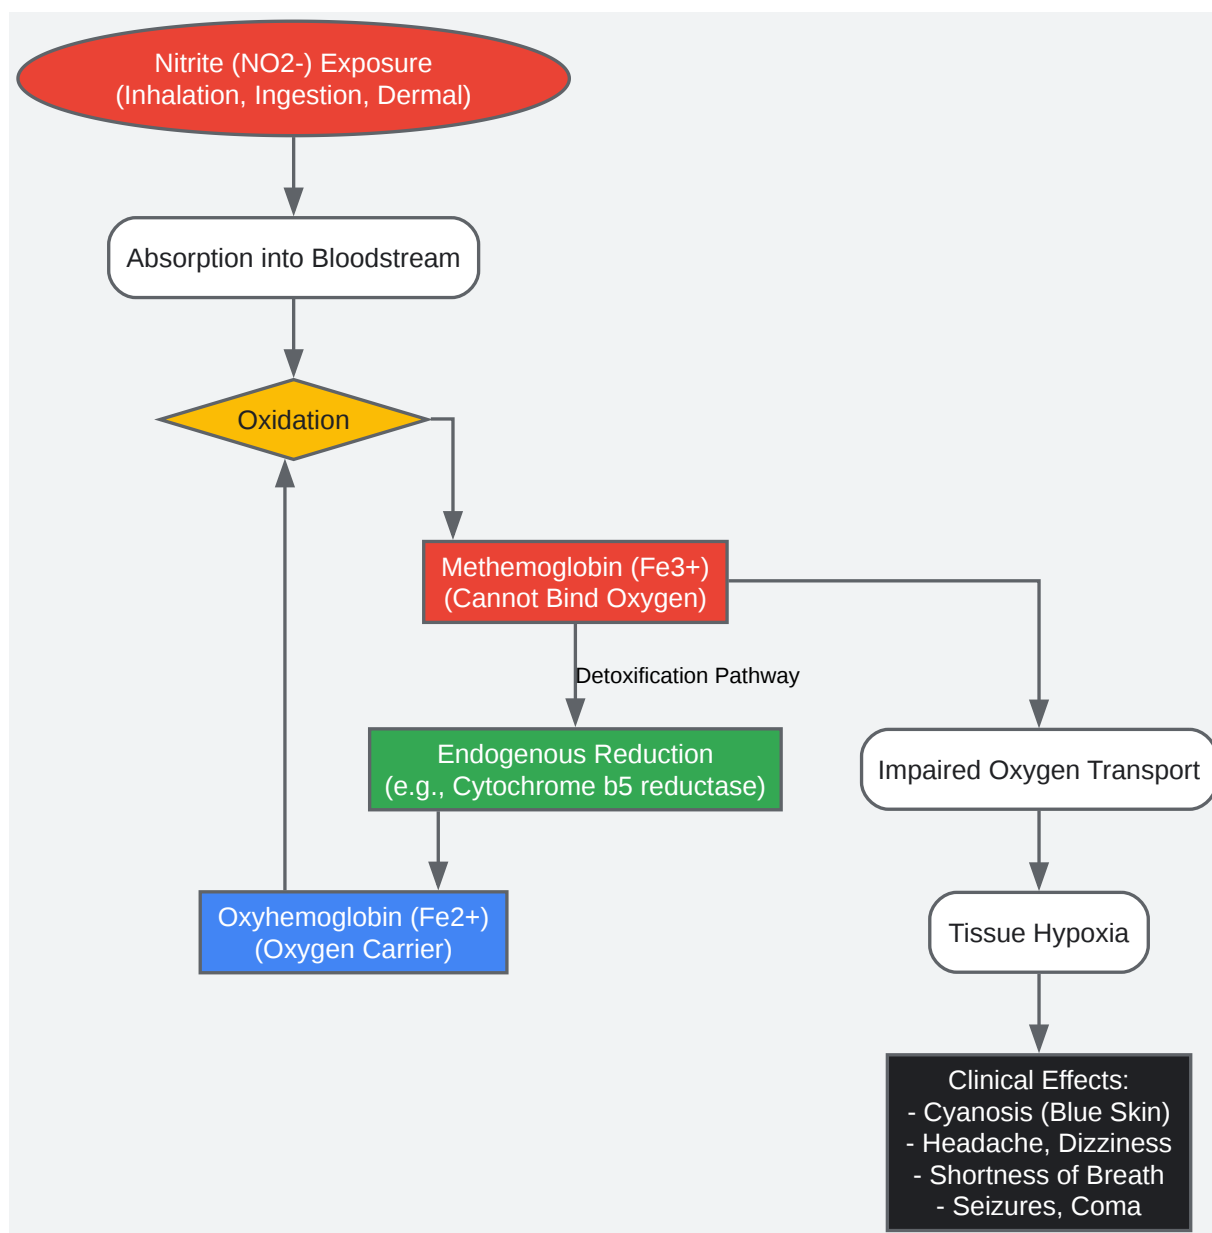 Nitrite (NO2-) Exposure
(Inhalation, Ingestion, Dermal)
Absorption into Bloodstream
Oxidation
Methemoglobin (Fe3+)
(Cannot Bind Oxygen)
Detoxification Pathway
Endogenous Reduction
(e.g., Cytochrome b5 reductase)
Impaired Oxygen Transport
Oxyhemoglobin (Fe2+)
(Oxygen Carrier)
Tissue Hypoxia
Clinical Effects:
- Cyanosis (Blue Skin)
- Headache, Dizziness
- Shortness of Breath
- Seizures, Coma